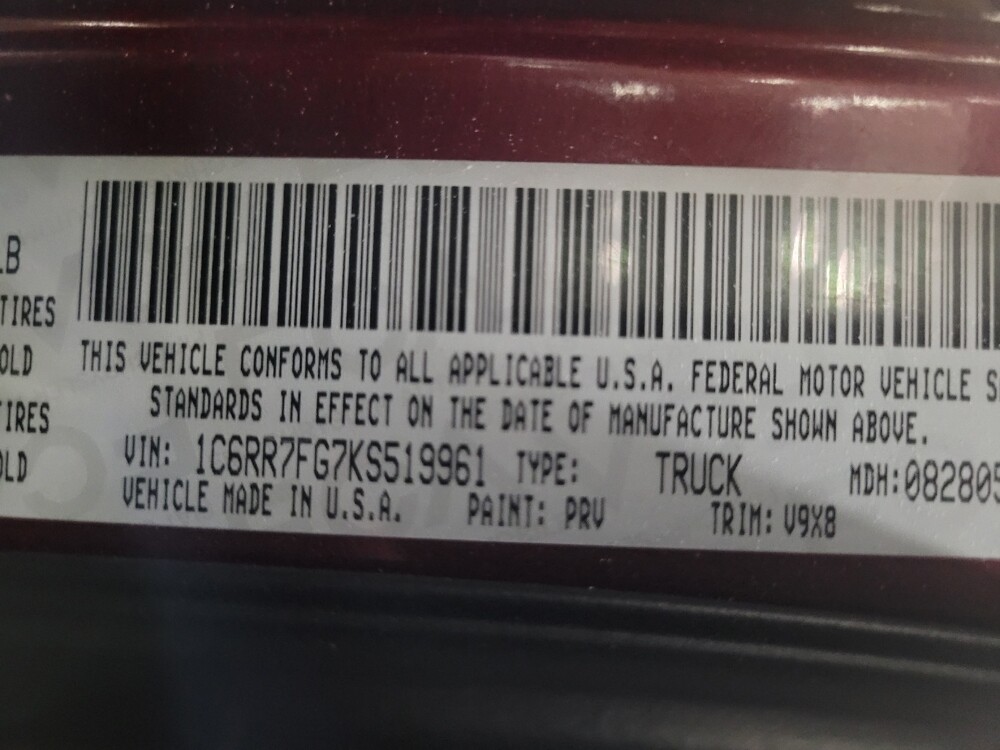 LB
TIRES
OLD
TIRES
OLD
THIS VEHICLE CONFORMS TO ALL APPLICABLE U.S.A. FEDERAL MOTOR VEHICLE S
STANDARDS IN EFFECT ON THE DATE OF MANUFACTURE SHOWN ABOVE.
VIN: 1C6RR7FG7KS519961 TYPE: TRUCK MDH:082805
VEHICLE MADE IN U.S.A. PAINT: PRV TRIM: V9X8